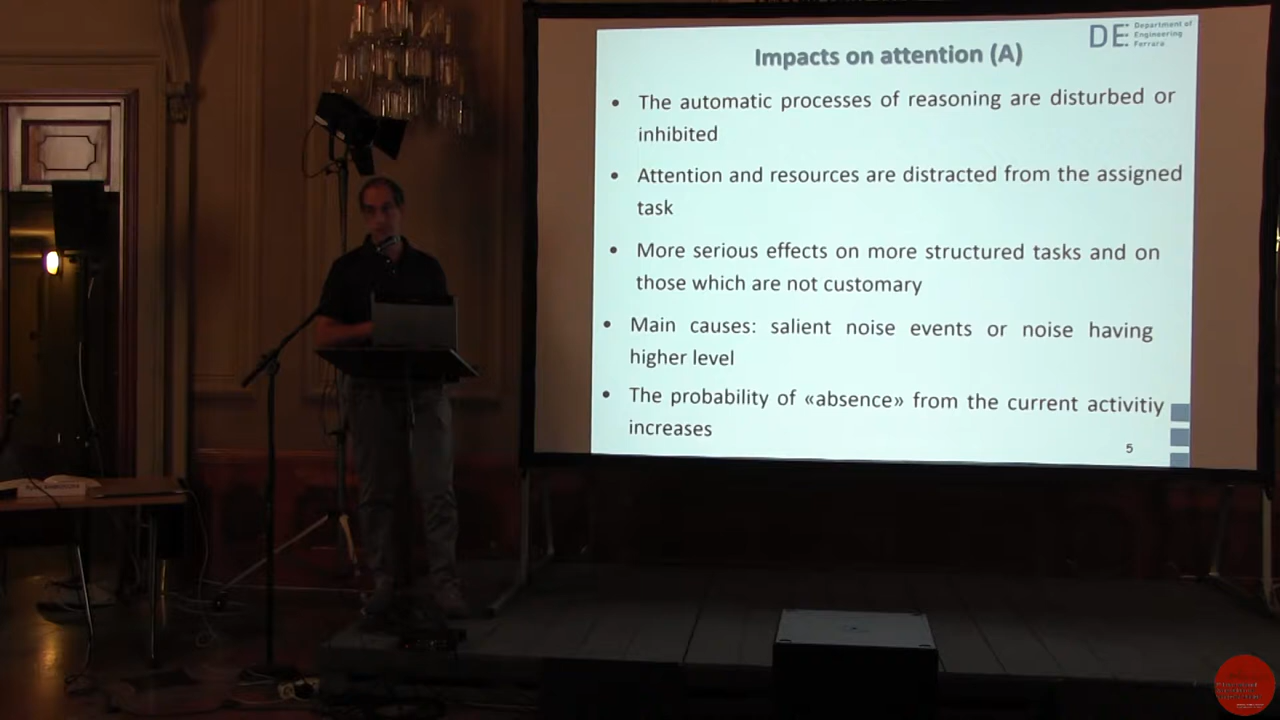 DE Department of
Engineering
Ferrara
Impacts on attention (A)
• The automatic processes of reasoning are disturbed or
inhibited
• Attention and resources are distracted from the assigned
task
• More serious effects on more structured tasks and on
those which are not customary
• Main causes: salient noise events or noise having
higher level
• The probability of «absence» from the current activitiy
increases
5